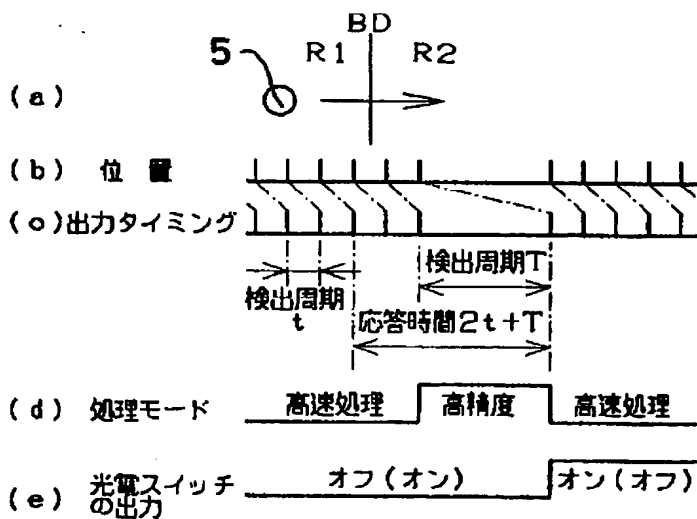 BD
5 R1 R2
(a)
(b) 位 置
(o)出力タイミング
検出周期T
検出周期
t
応答時間2t+T
(d) 処理モード 高速処理 高精度 高速処理
(e) 光電スイッチ
の出力 オフ(オン) オン(オフ)